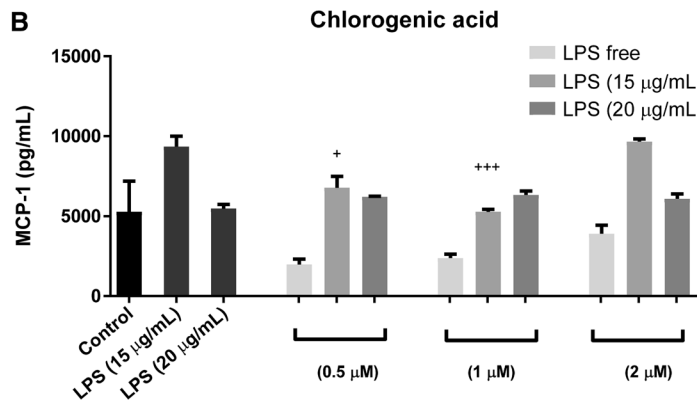 B
Chlorogenic acid
LPS free
LPS (15 μg/mL
LPS (20 μg/mL
MCP-1 (pg/mL)
15000
10000
5000
0
+
+++
Control
LPS (15 μg/mL)
LPS (20 μg/mL)
(0.5 μM)
(1 μM)
(2 μM)